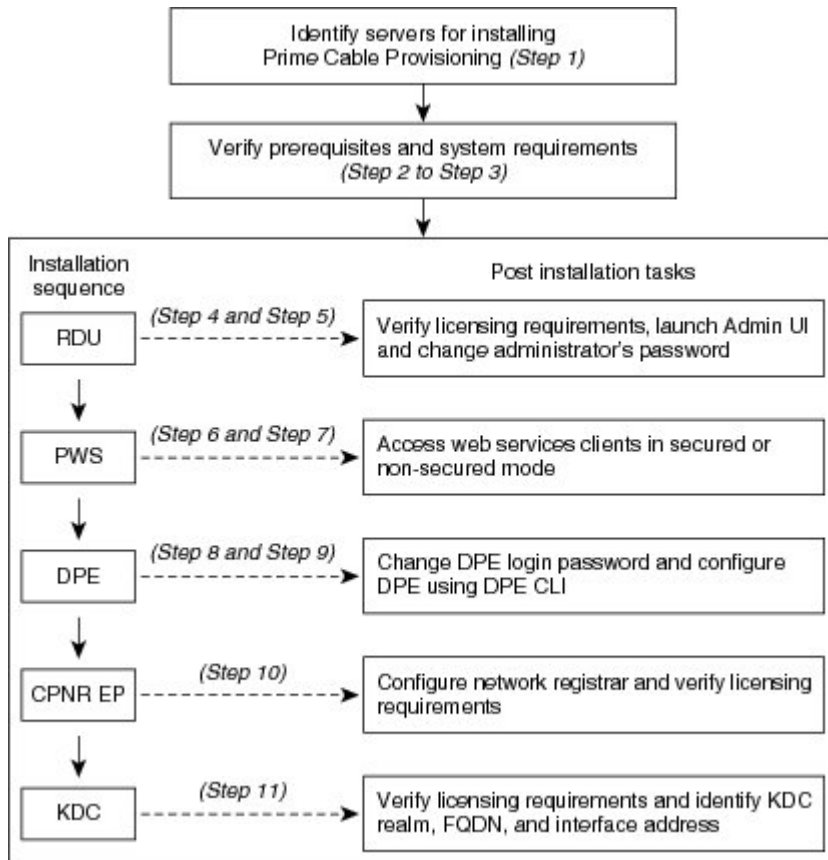 Identify servers for installing
Prime Cable Provisioning (Step 1)
Verify prerequisites and system requirements
(Step 2 to Step 3)
Installation
sequence
Post installation tasks
RDU
(Step 4 and Step 5)
Verify licensing requirements, launch Admin UI
and change administrator's password
PWS
(Step 6 and Step 7)
Access web services clients in secured or
non-secured mode
DPE
(Step 8 and Step 9)
Change DPE login password and configure
DPE using DPE CLI
CPNR EP
(Step 10)
Configure network registrar and verify licensing
requirements
KDC
(Step 11)
Verify licensing requirements and identify KDC
realm, FQDN, and interface address